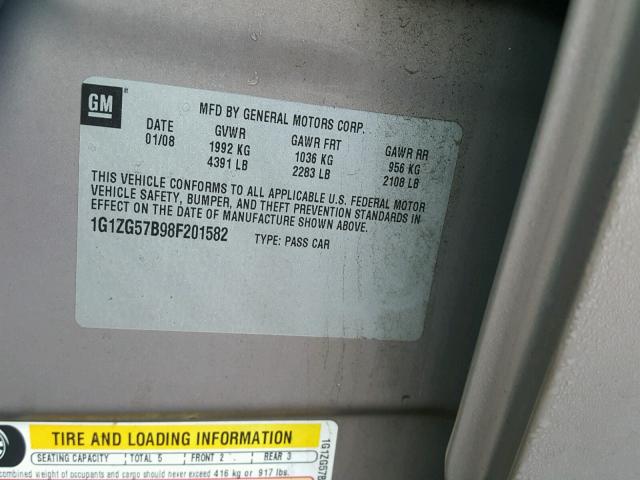 GM
MFD BY GENERAL MOTORS CORP.
DATE GVWR GAWR FRT GAWR RR
01/08 1992 KG 1036 KG 956 KG
4391 LB 2283 LB 2108 LB
THIS VEHICLE CONFORMS TO ALL APPLICABLE U.S. FEDERAL MOTOR
VEHICLE SAFETY, BUMPER, AND THEFT PREVENTION STANDARDS IN
EFFECT ON THE DATE OF MANUFACTURE SHOWN ABOVE.
1G1ZG57B98F201582 TYPE: PASS CAR
TIRE AND LOADING INFORMATION
SEATING CAPACITY TOTAL 5 FRONT 2 REAR 3
combined weight of occupants and cargo should never exceed 416 kg or 917 lbs.
1G1ZG57B